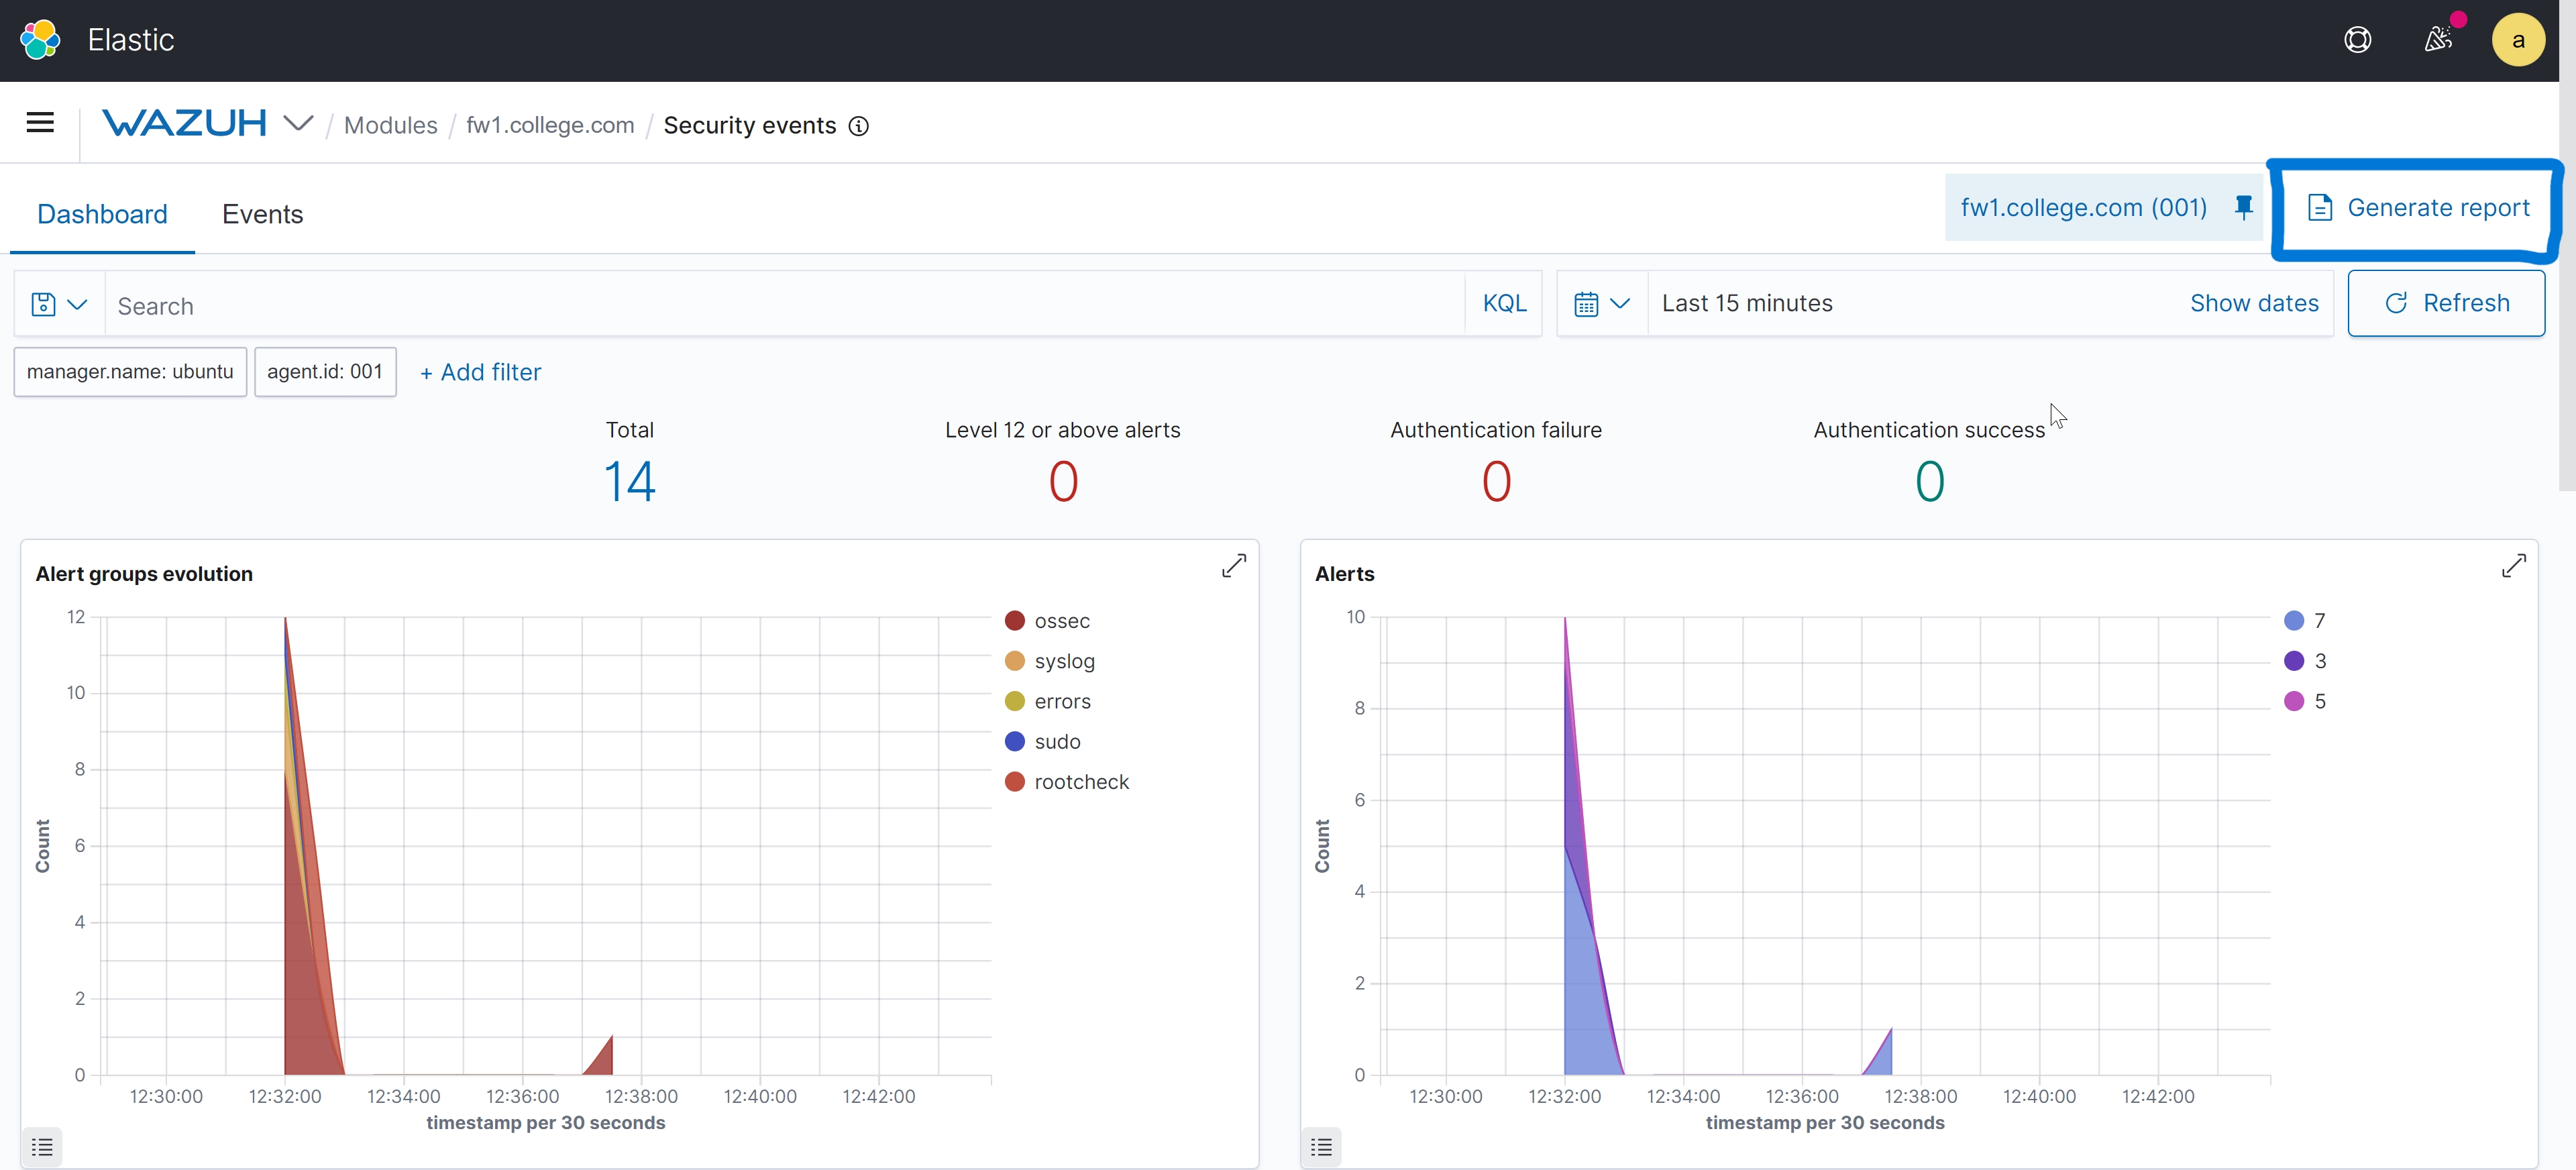 Elastic
a
WAZUH / Modules / fw1.college.com / Security events
Dashboard
Events
fw1.college.com (001)
Generate report
Search
KQL
Last 15 minutes
Show dates
Refresh
manager.name: ubuntu
agent.id: 001
+ Add filter
Total
14
Level 12 or above alerts
0
Authentication failure
0
Authentication success
0
Alert groups evolution
12
10
8
6
4
2
0
Count
12:30:00
12:32:00
12:34:00
12:36:00
12:38:00
12:40:00
12:42:00
timestamp per 30 seconds
ossec
syslog
errors
sudo
rootcheck
Alerts
10
8
6
4
2
0
Count
12:30:00
12:32:00
12:34:00
12:36:00
12:38:00
12:40:00
12:42:00
timestamp per 30 seconds
7
3
5